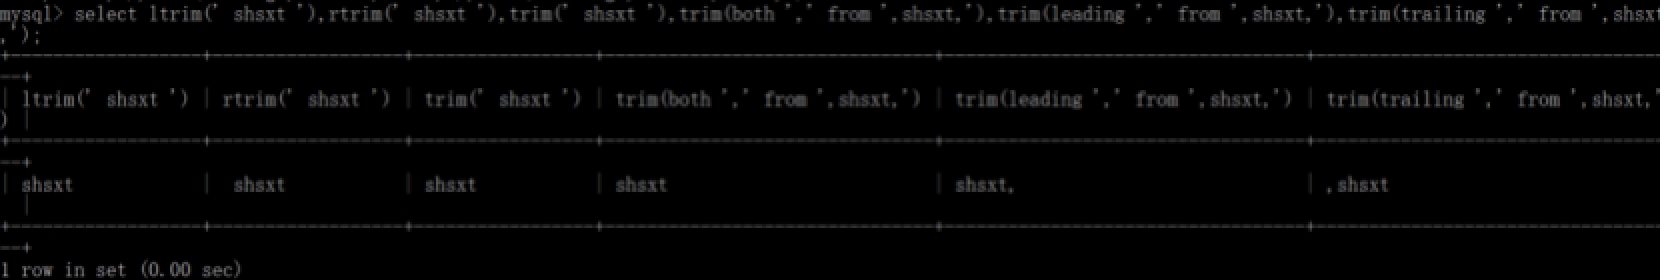 mysql> select ltrim(' shsxt '),rtrim(' shsxt '),trim(' shsxt '),trim(both ',' from ',shsxt,'),trim(leading ',' from ',shsxt,'),trim(trailing ',' from ',shsxt
,');
+--------------------+--------------------+-------------------+----------------------------------+-------------------------------------+-----------------------------------
---+
| ltrim(' shsxt ') | rtrim(' shsxt ') | trim(' shsxt ') | trim(both ',' from ',shsxt,') | trim(leading ',' from ',shsxt,') | trim(trailing ',' from ',shsxt,'
) |
+--------------------+--------------------+-------------------+----------------------------------+-------------------------------------+-----------------------------------
---+
| shsxt | shsxt | shsxt | shsxt | shsxt, | ,shsxt
|
+--------------------+--------------------+-------------------+----------------------------------+-------------------------------------+-----------------------------------
---+
1 row in set (0.00 sec)